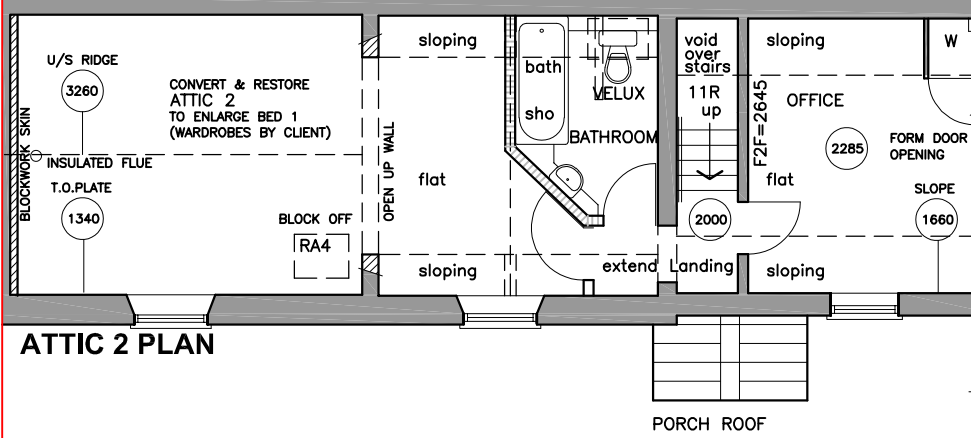 U/S RIDGE
3260
CONVERT & RESTORE
ATTIC 2
TO ENLARGE BED 1
(WARDROBES BY CLIENT)
BLOCKWORK SKIN
INSULATED FLUE
T.O.PLATE
1340
BLOCK OFF
RA4
OPEN UP WALL
sloping
flat
sloping
bath
sho
VELUX
BATHROOM
extend Landing
void
over
stairs
11R
up
2000
F2F=2645
sloping
OFFICE
2285
flat
sloping
W
FORM DOOR
OPENING
SLOPE
1660
ATTIC 2 PLAN
PORCH ROOF